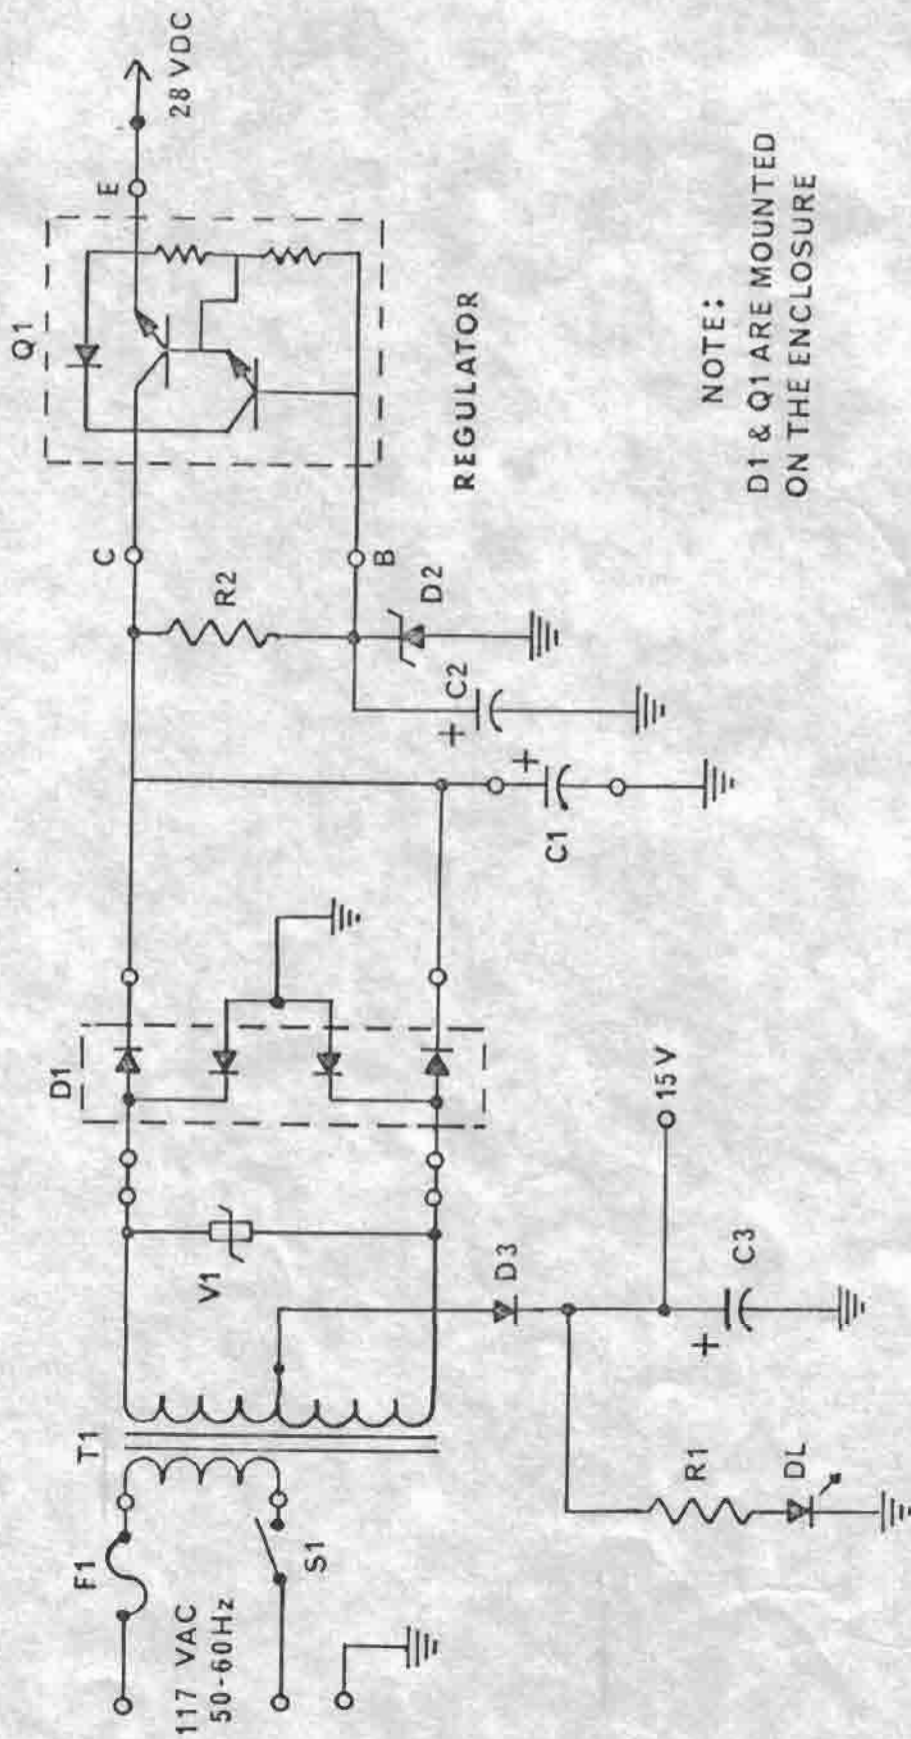 F1
117 VAC
50-60Hz
S1
T1
V1
D1
D3
15V
C3
+
R1
DL
C1
+
C2
+
R2
D2
C
B
Q1
E
28 VDC
REGULATOR
NOTE:
D1 & Q1 ARE MOUNTED
ON THE ENCLOSURE